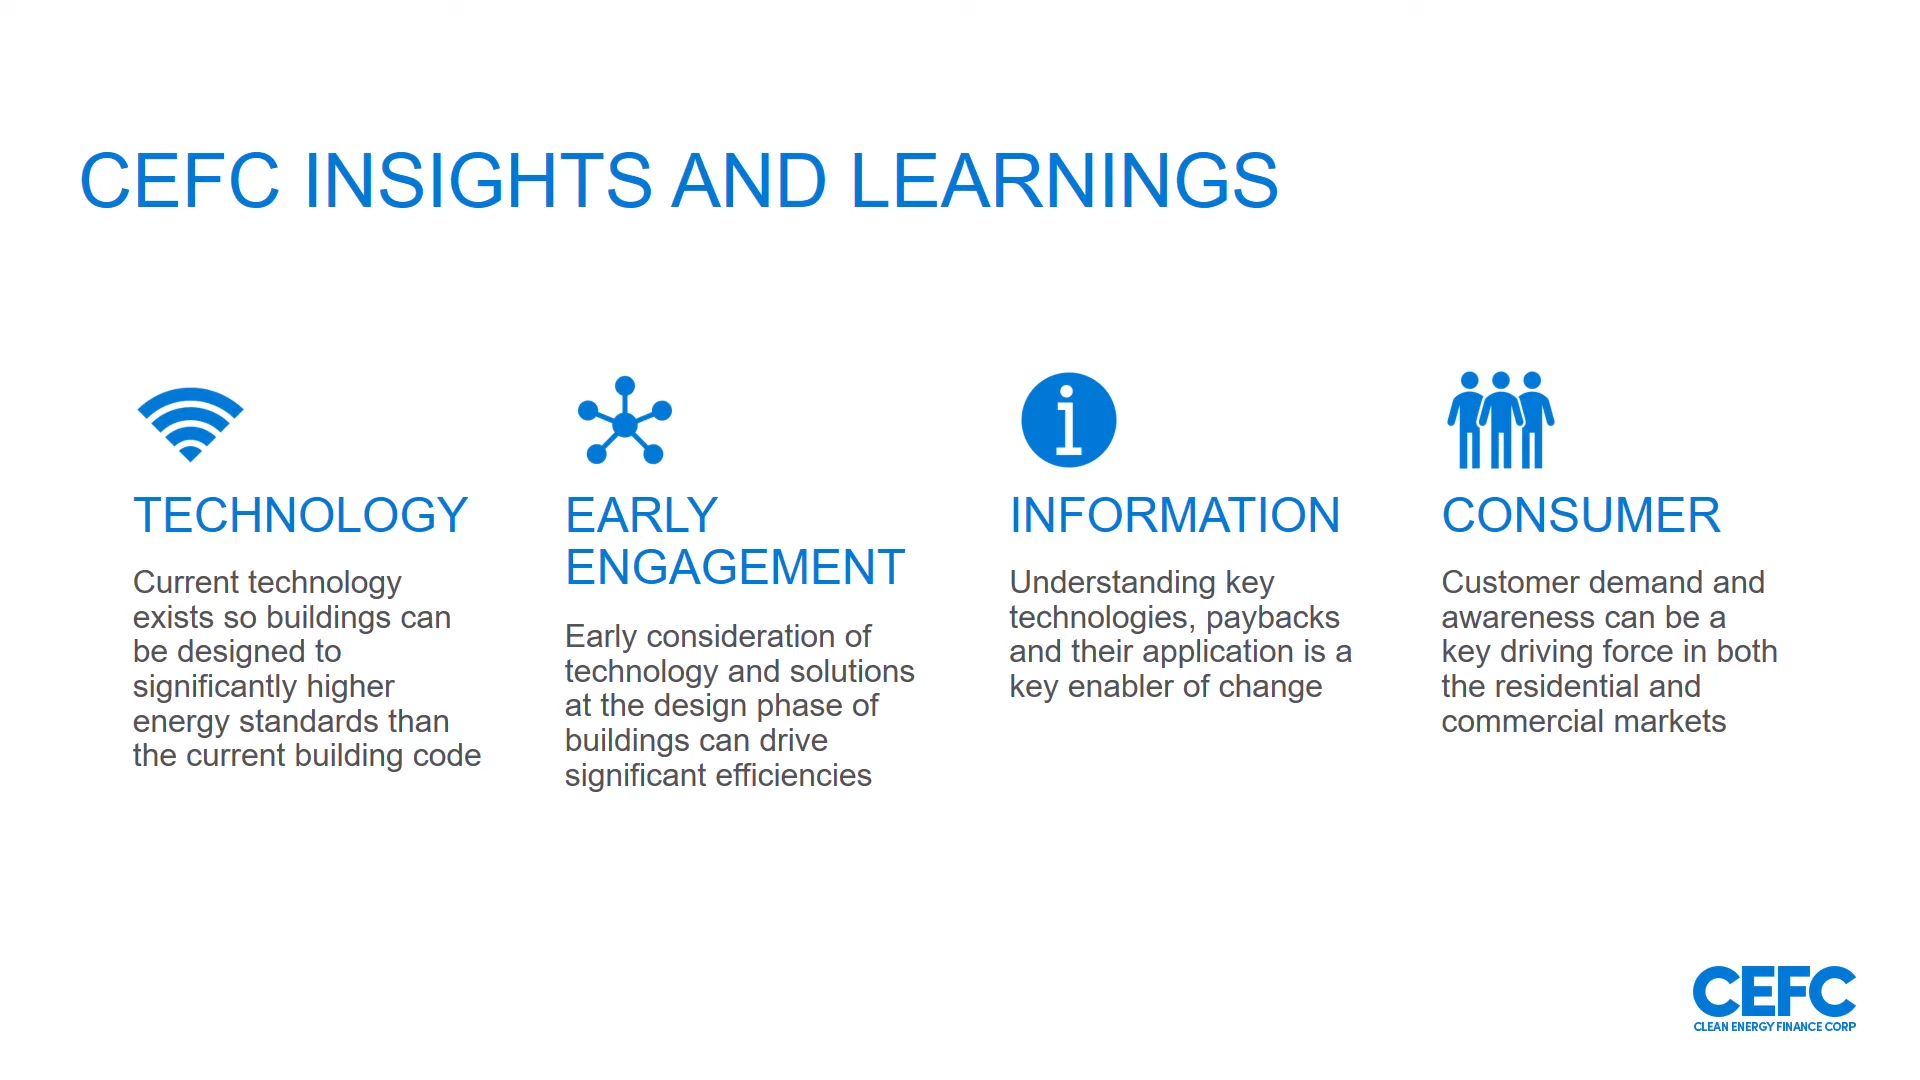 CEFC INSIGHTS AND LEARNINGS
TECHNOLOGY
Current technology
exists so buildings can
be designed to
significantly higher
energy standards than
the current building code
EARLY
ENGAGEMENT
Early consideration of
technology and solutions
at the design phase of
buildings can drive
significant efficiencies
INFORMATION
Understanding key
technologies, paybacks
and their application is a
key enabler of change
CONSUMER
Customer demand and
awareness can be a
key driving force in both
the residential and
commercial markets
CEFC
CLEAN ENERGY FINANCE CORP